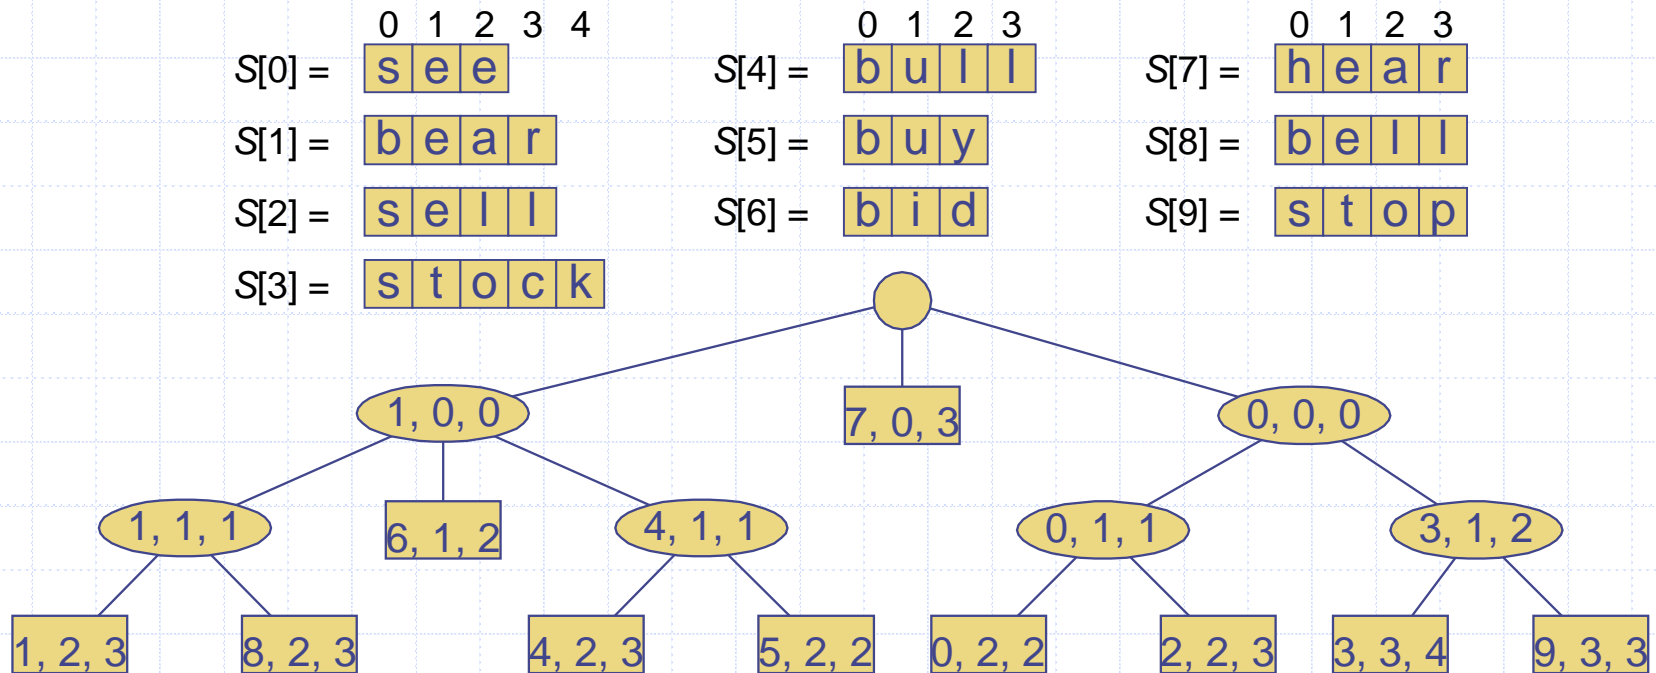 0 1 2 3 4
0 1 2 3
0 1 2 3
S[0] = s e e
S[4] = b u l l
S[7] = h e a r
S[1] = b e a r
S[5] = b u y
S[8] = b e l l
S[2] = s e l l
S[6] = b i d
S[9] = s t o p
S[3] = s t o c k
1, 0, 0
7, 0, 3
0, 0, 0
1, 1, 1
6, 1, 2
4, 1, 1
0, 1, 1
3, 1, 2
1, 2, 3
8, 2, 3
4, 2, 3
5, 2, 2
0, 2, 2
2, 2, 3
3, 3, 4
9, 3, 3